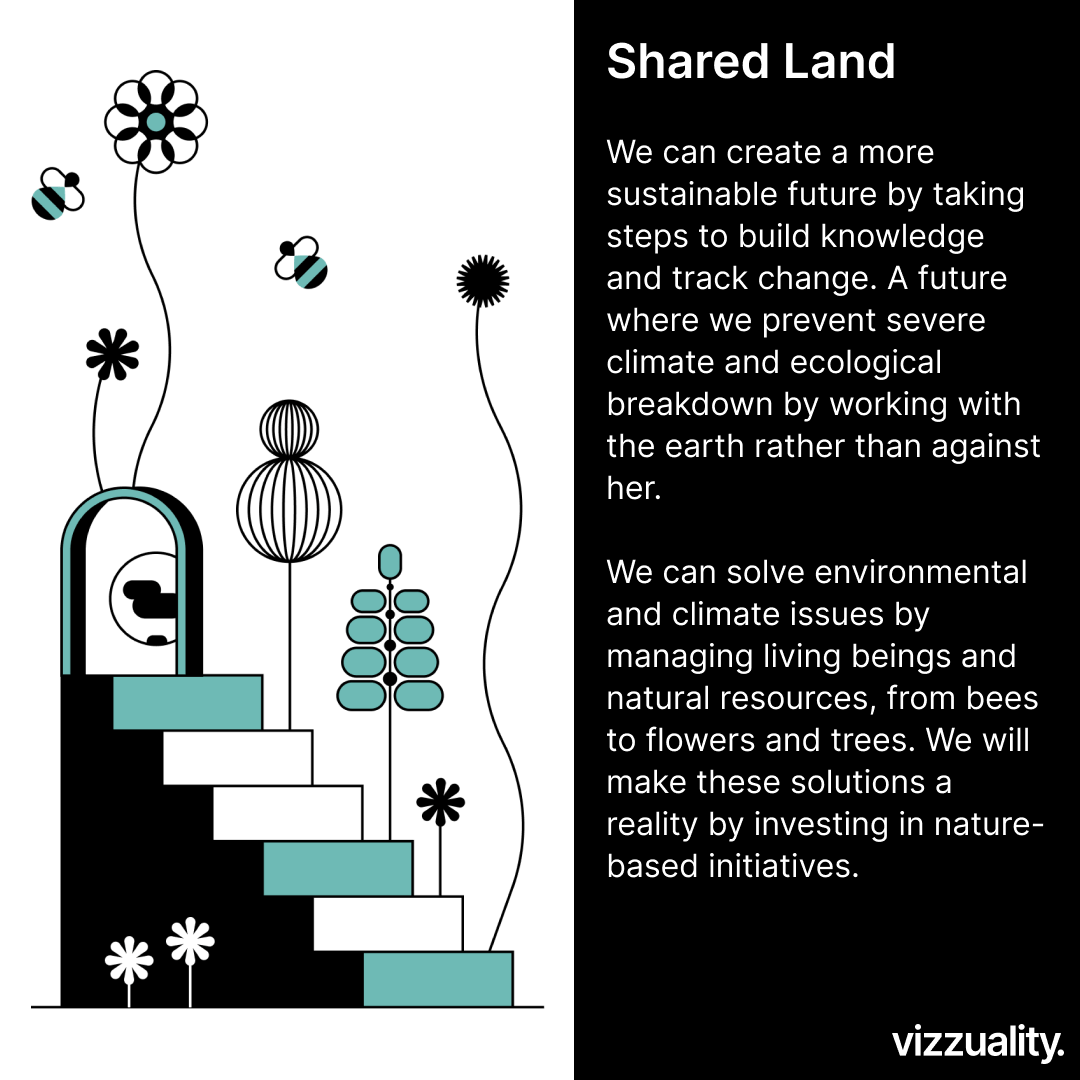 Shared Land
We can create a more
sustainable future by taking
steps to build knowledge
and track change. A future
where we prevent severe
climate and ecological
breakdown by working with
the earth rather than against
her.
We can solve environmental
and climate issues by
managing living beings and
natural resources, from bees
to flowers and trees. We will
make these solutions a
reality by investing in nature-
based initiatives.
vizzuality.